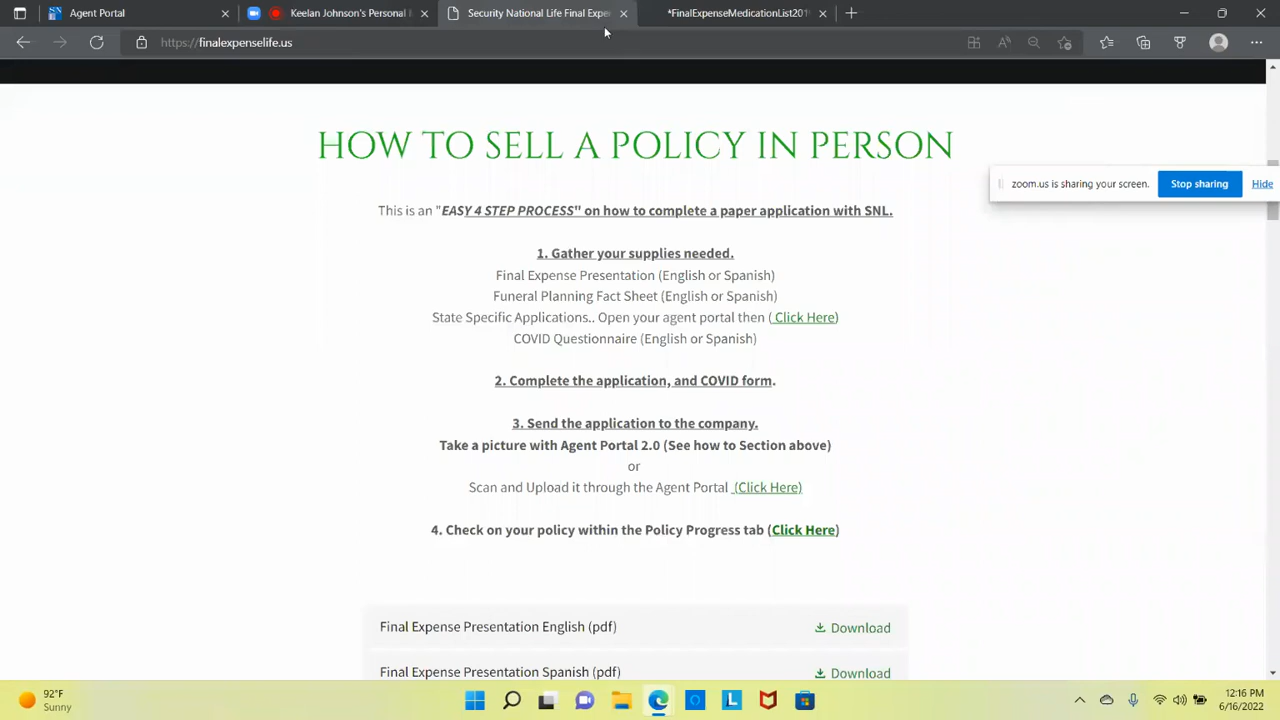 Agent Portal
Keelan Johnson's Personal
Security National Life Final Expe
*FinalExpenseMedicationList201
https://finalexpenselife.us
HOW TO SELL A POLICY IN PERSON
zoom.us is sharing your screen.
Stop sharing
Hide
This is an "EASY 4 STEP PROCESS" on how to complete a paper application with SNL.
1. Gather your supplies needed.
Final Expense Presentation (English or Spanish)
Funeral Planning Fact Sheet (English or Spanish)
State Specific Applications.. Open your agent portal then ( Click Here)
COVID Questionnaire (English or Spanish)
2. Complete the application, and COVID form.
3. Send the application to the company.
Take a picture with Agent Portal 2.0 (See how to Section above)
or
Scan and Upload it through the Agent Portal (Click Here)
4. Check on your policy within the Policy Progress tab (Click Here)
Final Expense Presentation English (pdf)
Download
Final Expense Presentation Spanish (pdf)
Download
92°F
Sunny
12:16 PM
6/16/2022